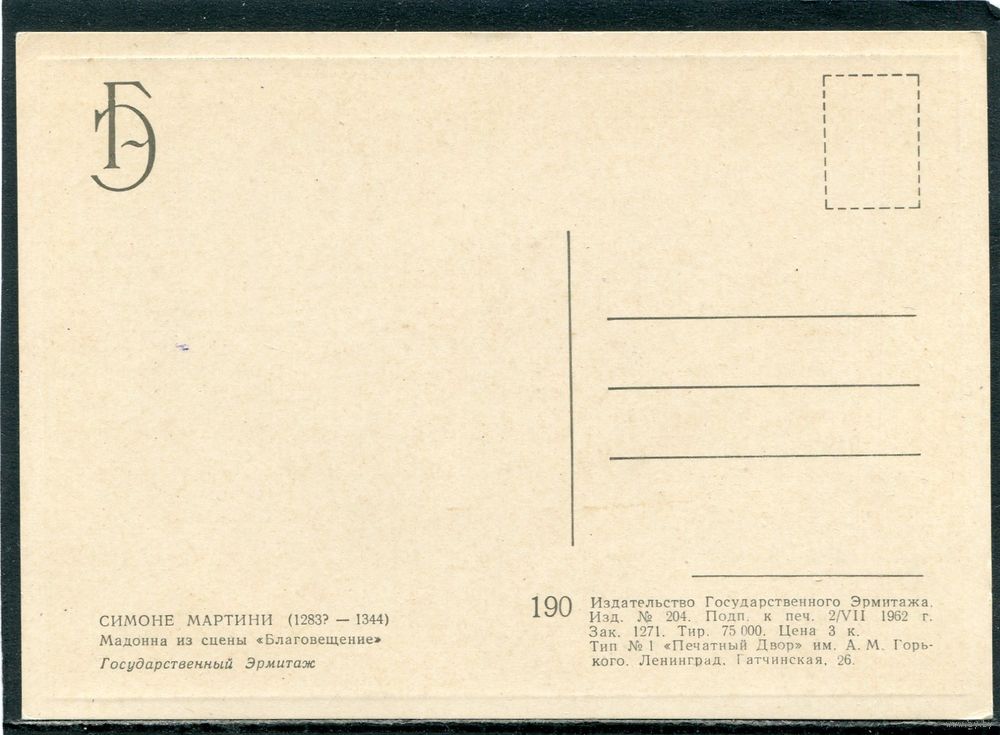 ГЭ
СИМОНЕ МАРТИНИ (1283? — 1344)
Мадонна из сцены «Благовещение»
Государственный Эрмитаж
190
Издательство Государственного Эрмитажа.
Изд. № 204. Подп. к печ. 2/VII 1962 г.
Зак. 1271. Тир. 75 000. Цена 3 к.
Тип № 1 «Печатный Двор» им. А. М. Горь-
кого. Ленинград, Гатчинская, 26.